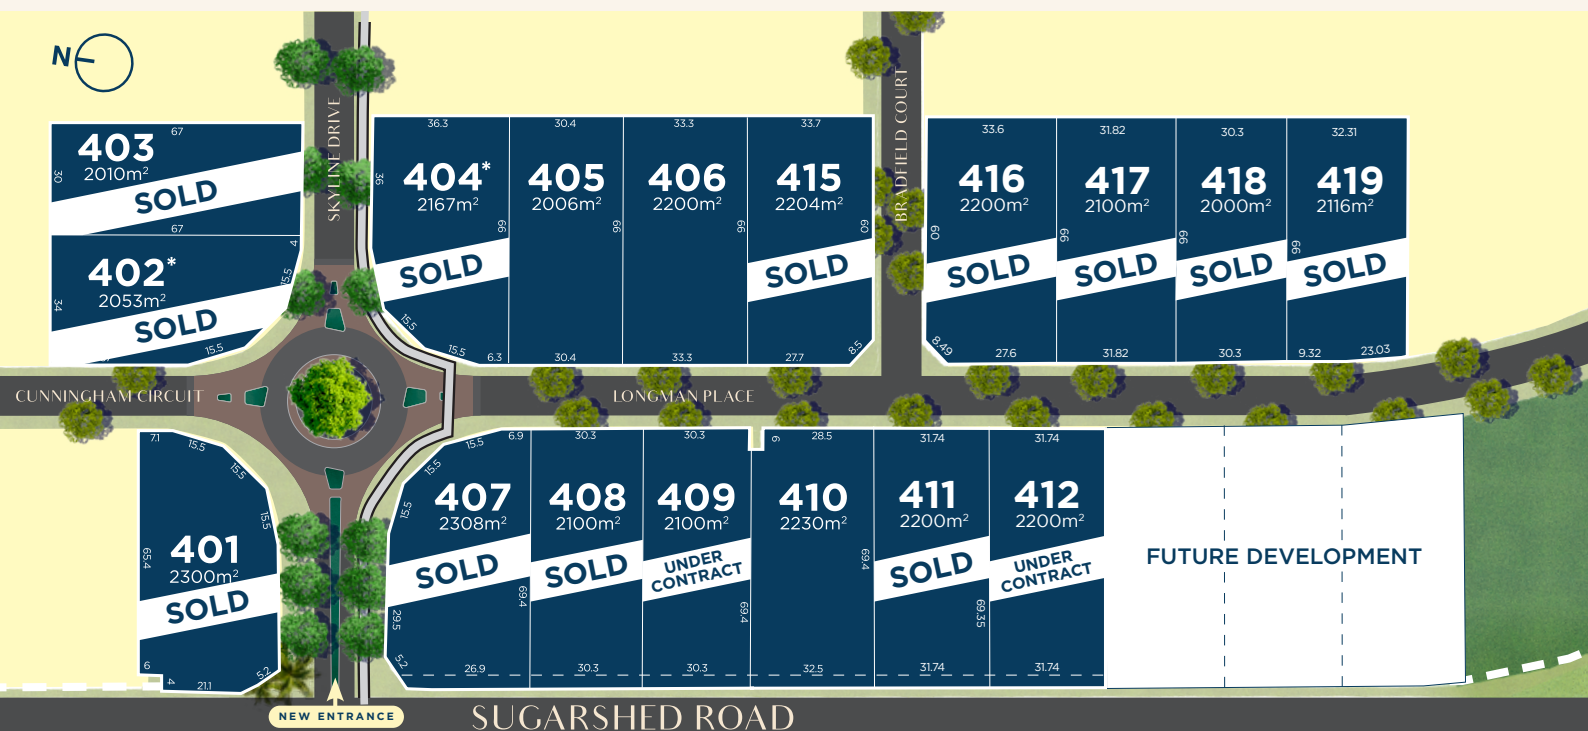 N
SKYLINE DRIVE
BRADFIELD COURT
403
2010m²
67
30
SOLD
67
402*
2053m²
4
34
15.5
SOLD
15.5
36.3
404*
2167m²
36
66
SOLD
15.5
15.5
6.3
30.4
405
2006m²
66
30.4
33.3
406
2200m²
66
33.3
33.7
415
2204m²
60
SOLD
27.7
8.5
33.6
416
2200m²
60
SOLD
8.49
27.6
31.82
417
2100m²
66
SOLD
31.82
30.3
418
2000m²
66
SOLD
30.3
32.31
419
2116m²
66
SOLD
9.32
23.03
CUNNINGHAM CIRCUIT
LONGMAN PLACE
7.1
15.5
15.5
15.5
65.4
401
2300m²
SOLD
6
4
21.1
5.2
6.9
15.5
15.5
15.5
407
2308m²
SOLD
69.4
29.5
5.2
26.9
30.3
408
2100m²
SOLD
30.3
30.3
409
2100m²
UNDER
CONTRACT
69.4
30.3
6
28.5
410
2230m²
69.4
32.5
31.74
411
2200m²
SOLD
69.35
31.74
31.74
412
2200m²
UNDER
CONTRACT
31.74
FUTURE DEVELOPMENT
NEW ENTRANCE
SUGARSHED ROAD